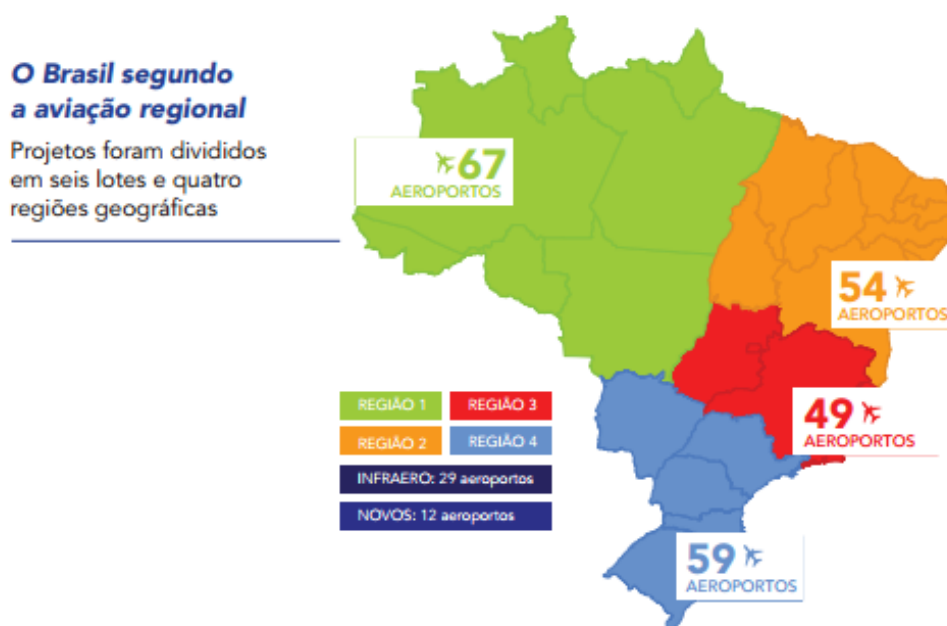 O Brasil segundo
a aviação regional
Projetos foram divididos
em seis lotes e quatro
regiões geográficas
67
AEROPORTOS
54
AEROPORTOS
49
AEROPORTOS
59
AEROPORTOS
REGIÃO 1
REGIÃO 3
REGIÃO 2
REGIÃO 4
INFRAERO: 29 aeroportos
NOVOS: 12 aeroportos